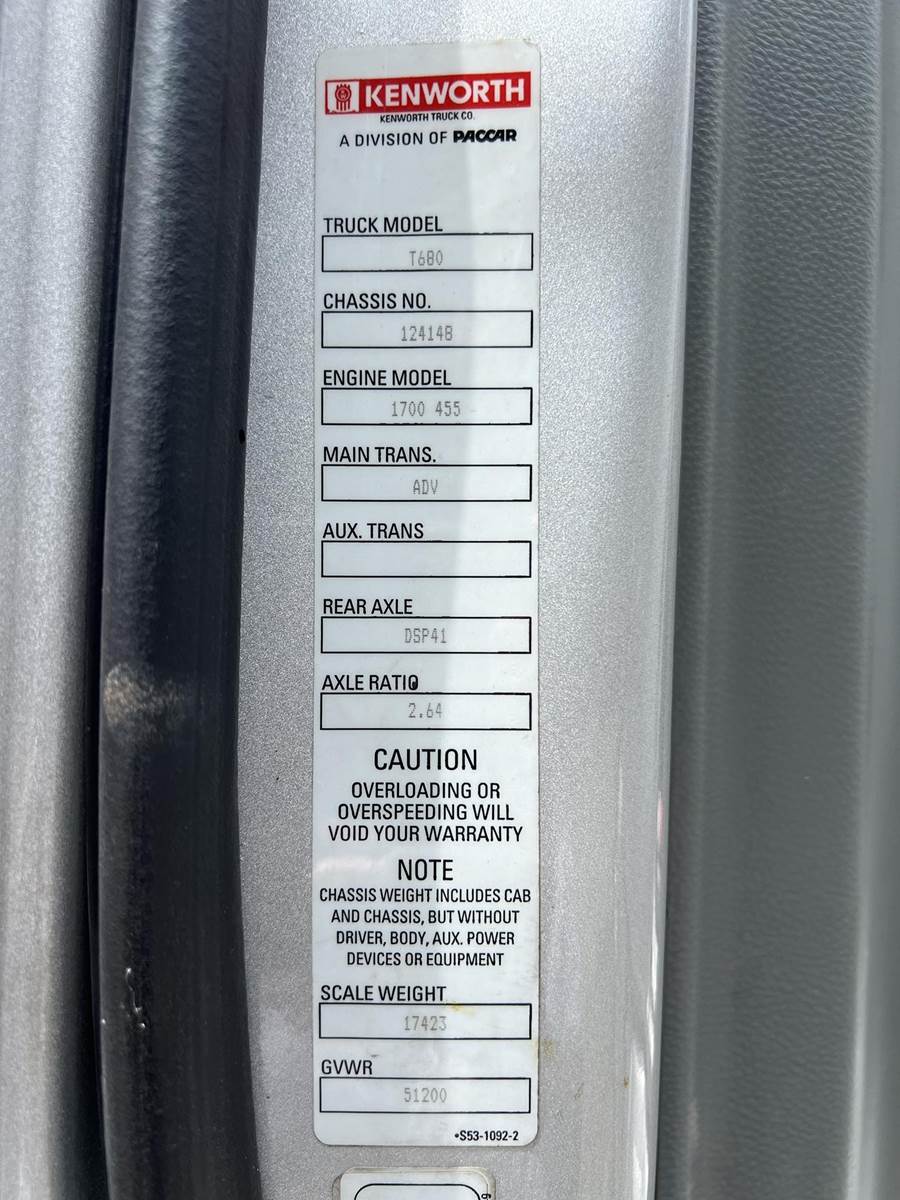 KENWORTH
KENWORTH TRUCK CO.
A DIVISION OF PACCAR
TRUCK MODEL
T680
CHASSIS NO.
124148
ENGINE MODEL
1700 455
MAIN TRANS.
ADV
AUX. TRANS
REAR AXLE
DSP41
AXLE RATIO
2.64
CAUTION
OVERLOADING OR
OVERSPEEDING WILL
VOID YOUR WARRANTY
NOTE
CHASSIS WEIGHT INCLUDES CAB
AND CHASSIS, BUT WITHOUT
DRIVER, BODY, AUX. POWER
DEVICES OR EQUIPMENT
SCALE WEIGHT
17423
GVWR
51200
•S53-1092-2